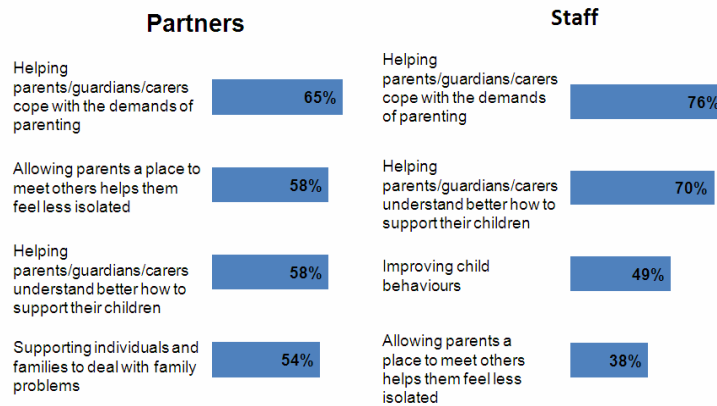 Partners
Helping
parents/guardians/carers
cope with the demands of
parenting
65%
Allowing parents a place to
meet others helps them
feel less isolated
58%
Helping
parents/guardians/carers
understand better how to
support their children
58%
Supporting individuals and
families to deal with family
problems
54%
Staff
Helping
parents/guardians/carers
cope with the demands
of parenting
76%
Helping
parents/guardians/carers
understand better how to
support their children
70%
Improving child
behaviours
49%
Allowing parents a
place to meet others
helps them feel less
isolated
38%